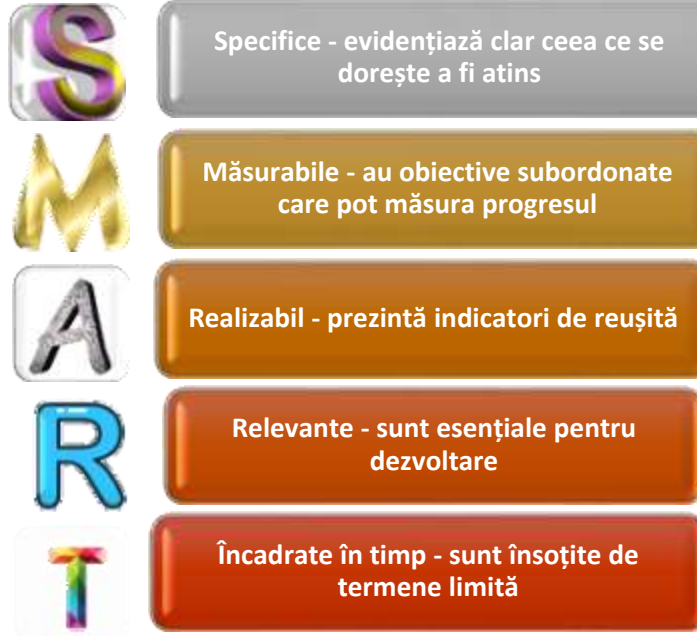 S
Specifice - evidențiază clar ceea ce se
dorește a fi atins
M
Măsurabile - au obiective subordonate
care pot măsura progresul
A
Realizabil - prezintă indicatori de reușită
R
Relevante - sunt esențiale pentru
dezvoltare
T
Încadrate în timp - sunt însoțite de
termene limită